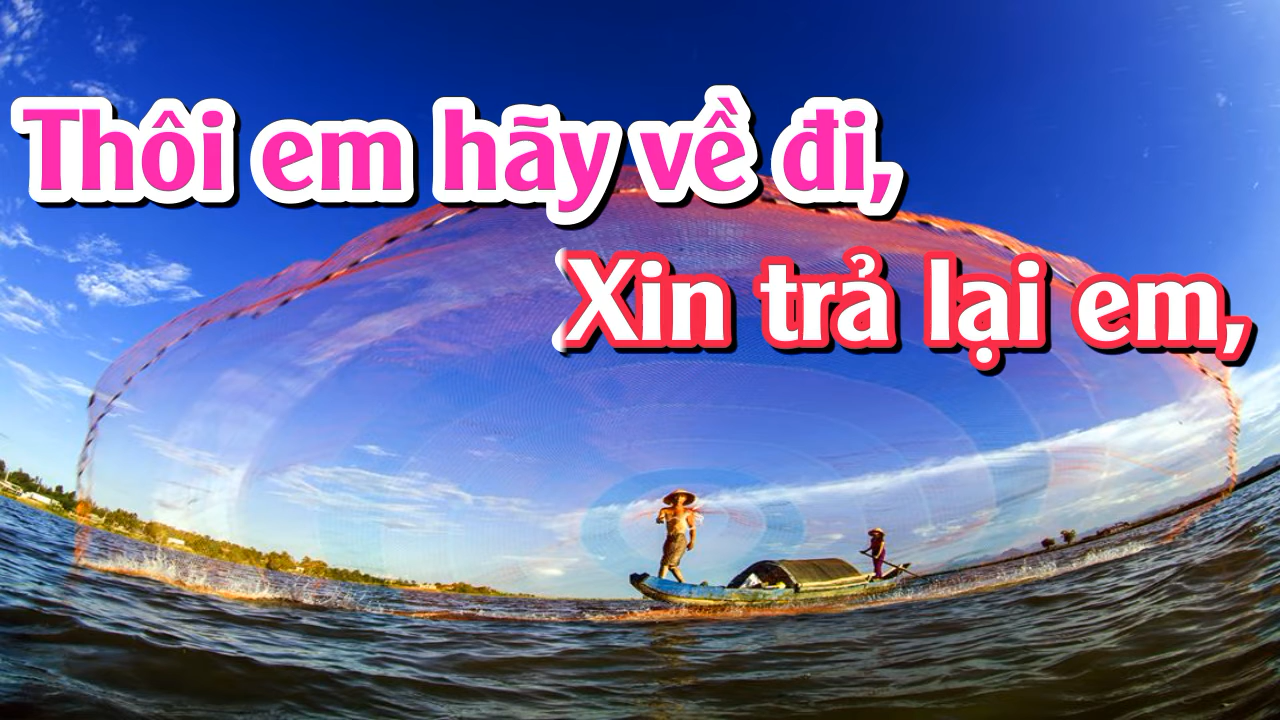 Thôi em hãy về đi,
Xin trả lại em,